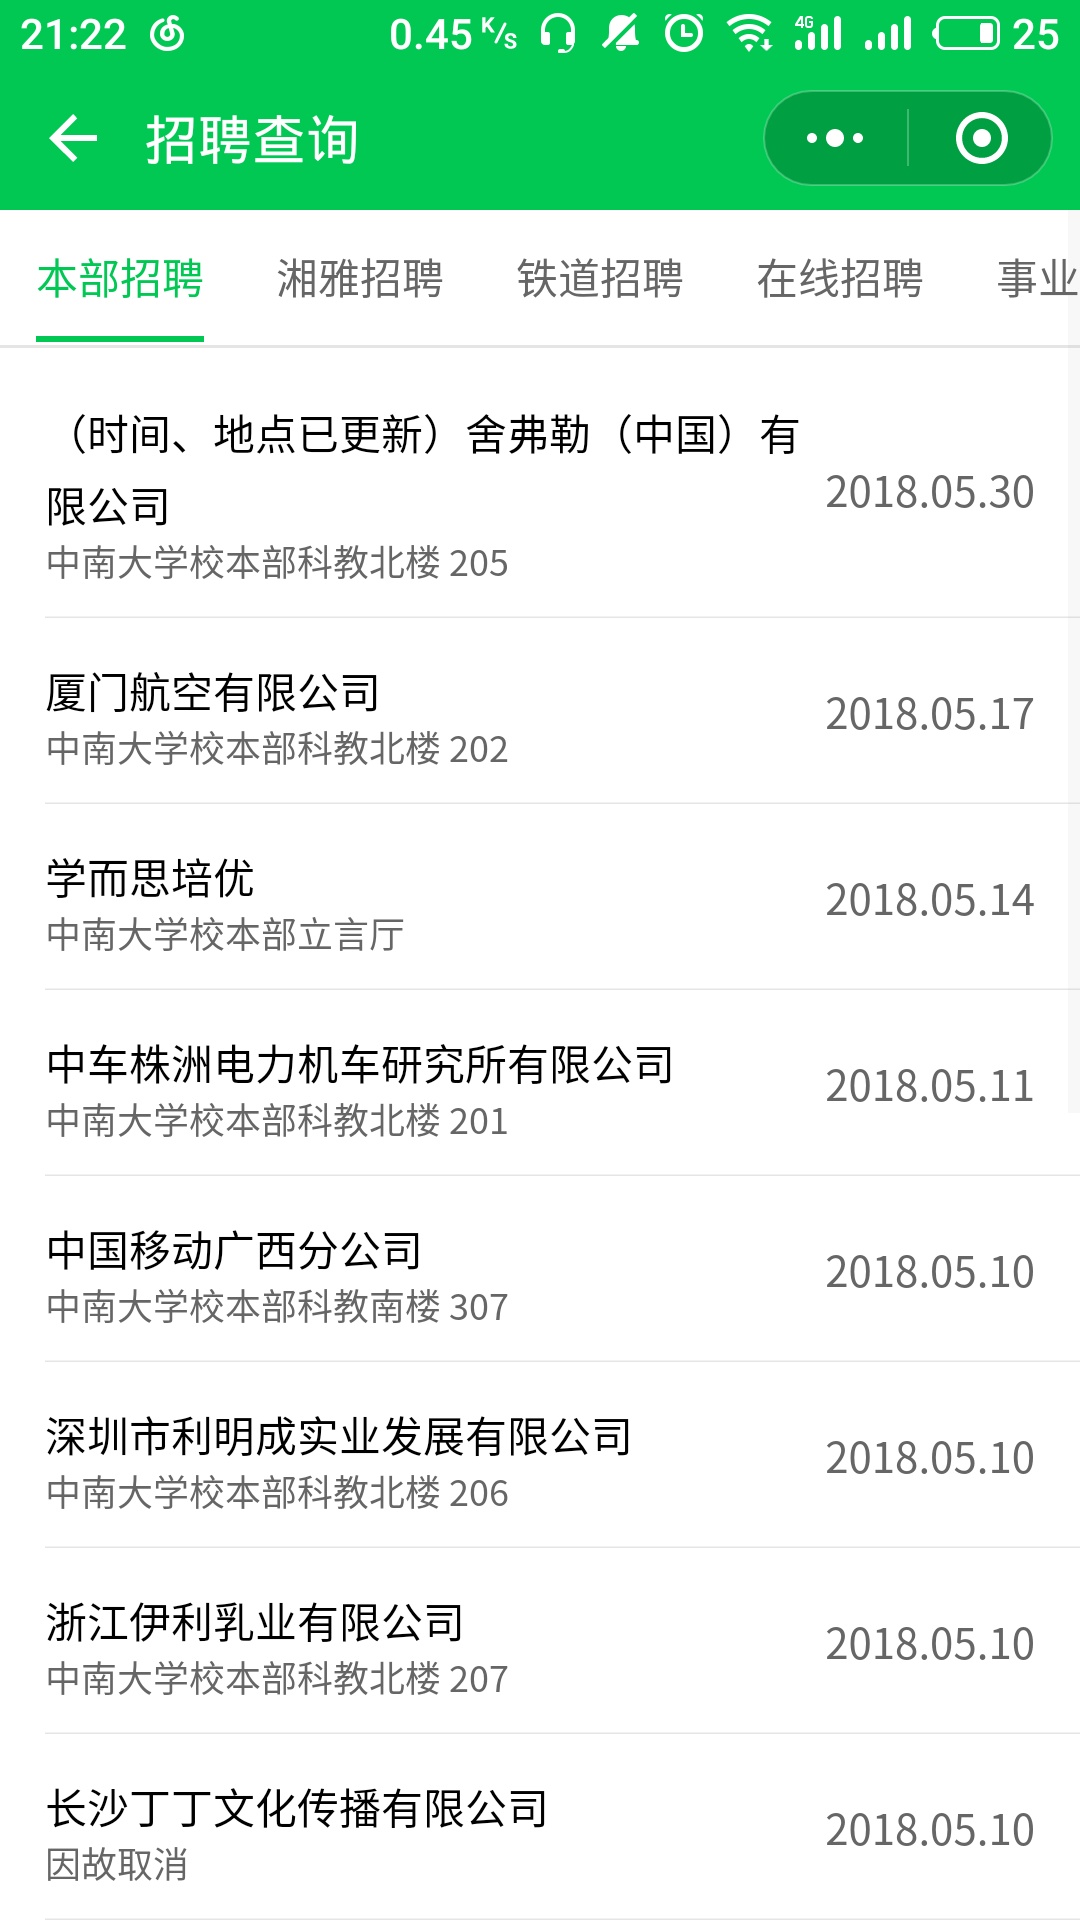 21:22 0.45 K/s 4G 25
招聘查询
本部招聘 湘雅招聘 铁道招聘 在线招聘 事业
（时间、地点已更新）舍弗勒（中国）有
限公司
2018.05.30
中南大学校本部科教北楼 205
厦门航空有限公司
2018.05.17
中南大学校本部科教北楼 202
学而思培优
2018.05.14
中南大学校本部立言厅
中车株洲电力机车研究所有限公司
2018.05.11
中南大学校本部科教北楼 201
中国移动广西分公司
2018.05.10
中南大学校本部科教南楼 307
深圳市利明成实业发展有限公司
2018.05.10
中南大学校本部科教北楼 206
浙江伊利乳业有限公司
2018.05.10
中南大学校本部科教北楼 207
长沙丁丁文化传播有限公司
2018.05.10
因故取消